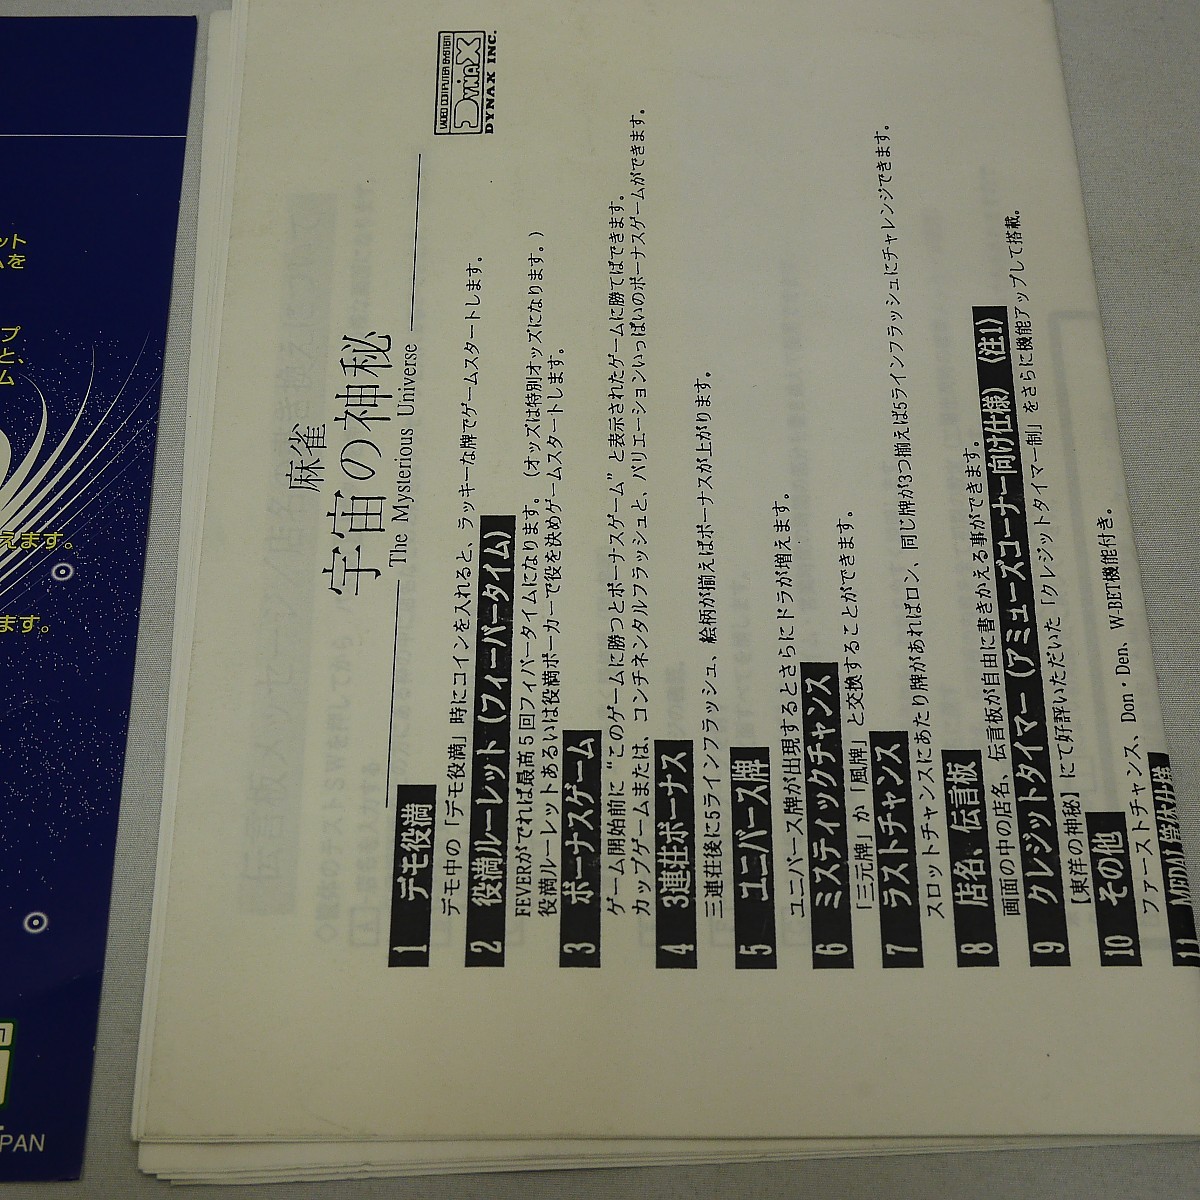 VIDEO COMPUTER SYSTEM
DYNAX
DYNAX INC.
麻雀
宇宙の神秘
The Mysterious Universe
1 デモ役満
デモ中の「デモ役満」時にコインを入れると、ラッキーな牌でゲームスタートします。
2 役満ルーレット(フィーバータイム)
FEVERがでれば最高5回フィバータイムになります。(オッズは特別オッズになります。)
役満ルーレットあるいは役満ポーカーで役を決めゲームスタートします。
3 ボーナスゲーム
ゲーム開始前に“このゲームに勝つとボーナスゲーム”と表示されたゲームに勝てばできます。
カップゲームまたは、コンチネンタルフラッシュと、バリエーションいっぱいのボーナスゲームができます。
4 3連荘ボーナス
三連荘後に5ラインフラッシュ、絵柄が揃えばボーナスが上がります。
5 ユニバース牌
ユニバース牌が出現するとさらにドラが増えます。
6 ミスティックチャンス
「三元牌」か「風牌」と交換することができます。
7 ラストチャンス
スロットチャンスにあたり牌があればロン、同じ牌が3つ揃えば5ラインフラッシュにチャレンジできます。
8 店名、伝言板
画面の中の店名、伝言板が自由に書きかえる事ができます。
9 クレジットタイマー(アミューズコーナー向け仕様)(注1)
【東洋の神秘】にて好評いただいた「クレジットタイマー制」をさらに機能アップして搭載。
10 その他
ファーストチャンス、Don・Den、W-BET機能付き。
11 MEDAL
ット
ムを
プ
と、
ム
えます。
ます。
PAN